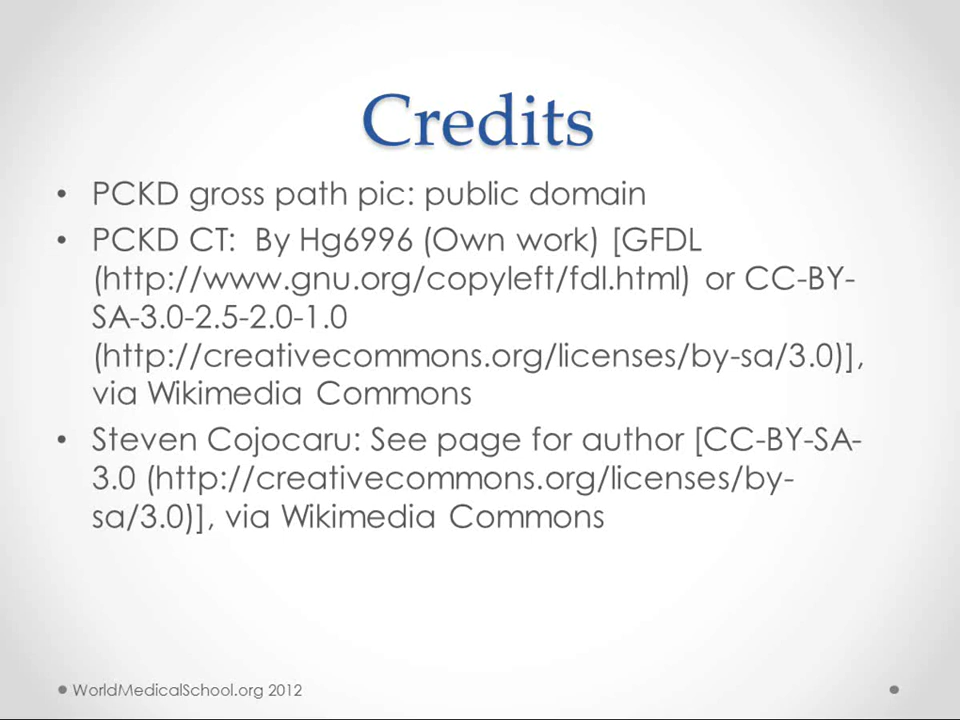 Credits
• PCKD gross path pic: public domain
• PCKD CT:  By Hg6996 (Own work) [GFDL
(http://www.gnu.org/copyleft/fdl.html) or CC-BY-
SA-3.0-2.5-2.0-1.0
(http://creativecommons.org/licenses/by-sa/3.0)],
via Wikimedia Commons
• Steven Cojocaru: See page for author [CC-BY-SA-
3.0 (http://creativecommons.org/licenses/by-
sa/3.0)], via Wikimedia Commons
WorldMedicalSchool.org 2012